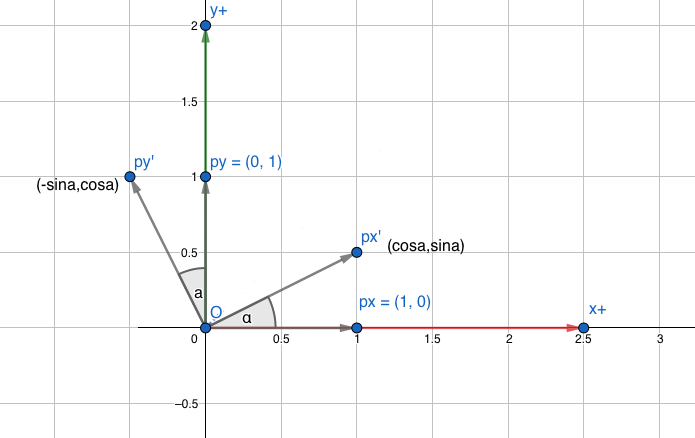 y+
2
1.5
py'
py = (0, 1)
1
(-sina,cosa)
px'
(cosa,sina)
0.5
a
px = (1, 0)
O
α
x+
0
0.5
1
1.5
2
2.5
3
–0.5